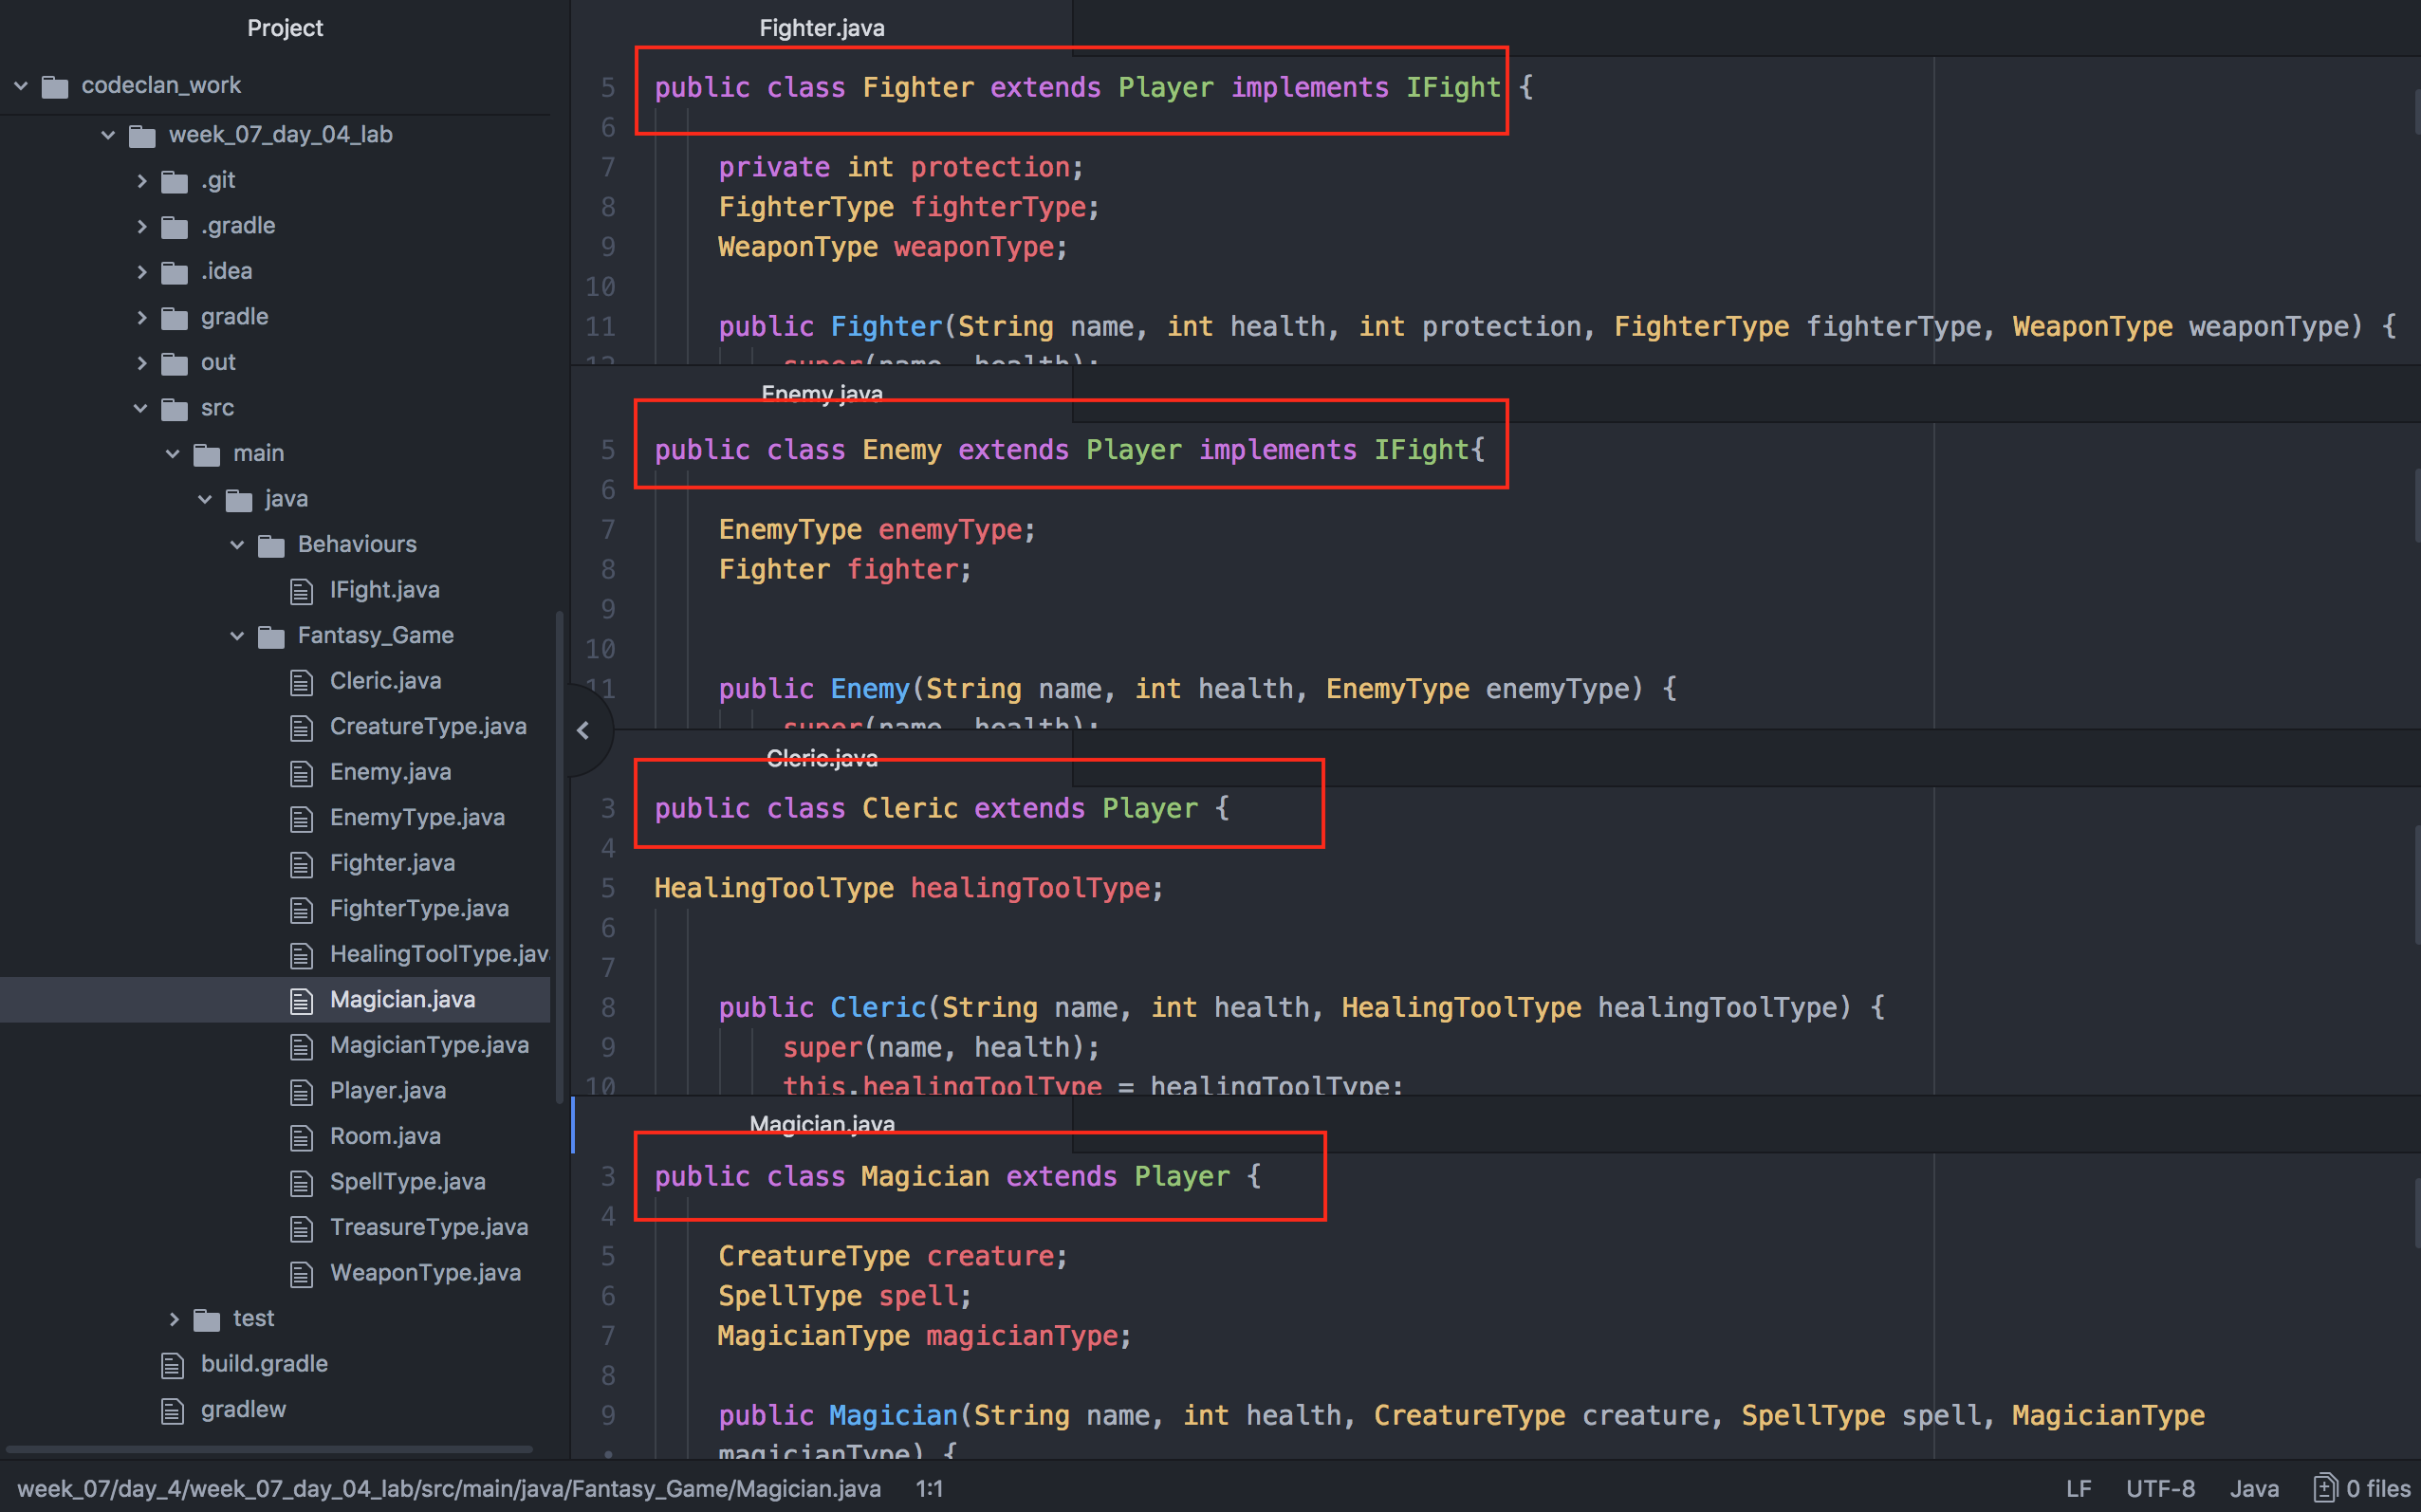 Project
codeclan_work
week_07_day_04_lab
.git
.gradle
.idea
gradle
out
src
main
java
Behaviours
IFight.java
Fantasy_Game
Cleric.java
CreatureType.java
Enemy.java
EnemyType.java
Fighter.java
FighterType.java
HealingToolType.jav
Magician.java
MagicianType.java
Player.java
Room.java
SpellType.java
TreasureType.java
WeaponType.java
test
build.gradle
gradlew
Fighter.java
5 public class Fighter extends Player implements IFight {
6
7 private int protection;
8 FighterType fighterType;
9 WeaponType weaponType;
10
11 public Fighter(String name, int health, int protection, FighterType fighterType, WeaponType weaponType) {
12 super(name, health);
Enemy.java
5 public class Enemy extends Player implements IFight{
6
7 EnemyType enemyType;
8 Fighter fighter;
9
10
11 public Enemy(String name, int health, EnemyType enemyType) {
super(name, health);
Cleric.java
3 public class Cleric extends Player {
4
5 HealingToolType healingToolType;
6
7
8 public Cleric(String name, int health, HealingToolType healingToolType) {
9 super(name, health);
10 this.healingToolType = healingToolType;
Magician.java
3 public class Magician extends Player {
4
5 CreatureType creature;
6 SpellType spell;
7 MagicianType magicianType;
8
9 public Magician(String name, int health, CreatureType creature, SpellType spell, MagicianType
• magicianType) {
week_07/day_4/week_07_day_04_lab/src/main/java/Fantasy_Game/Magician.java 1:1 LF UTF-8 Java 0 files